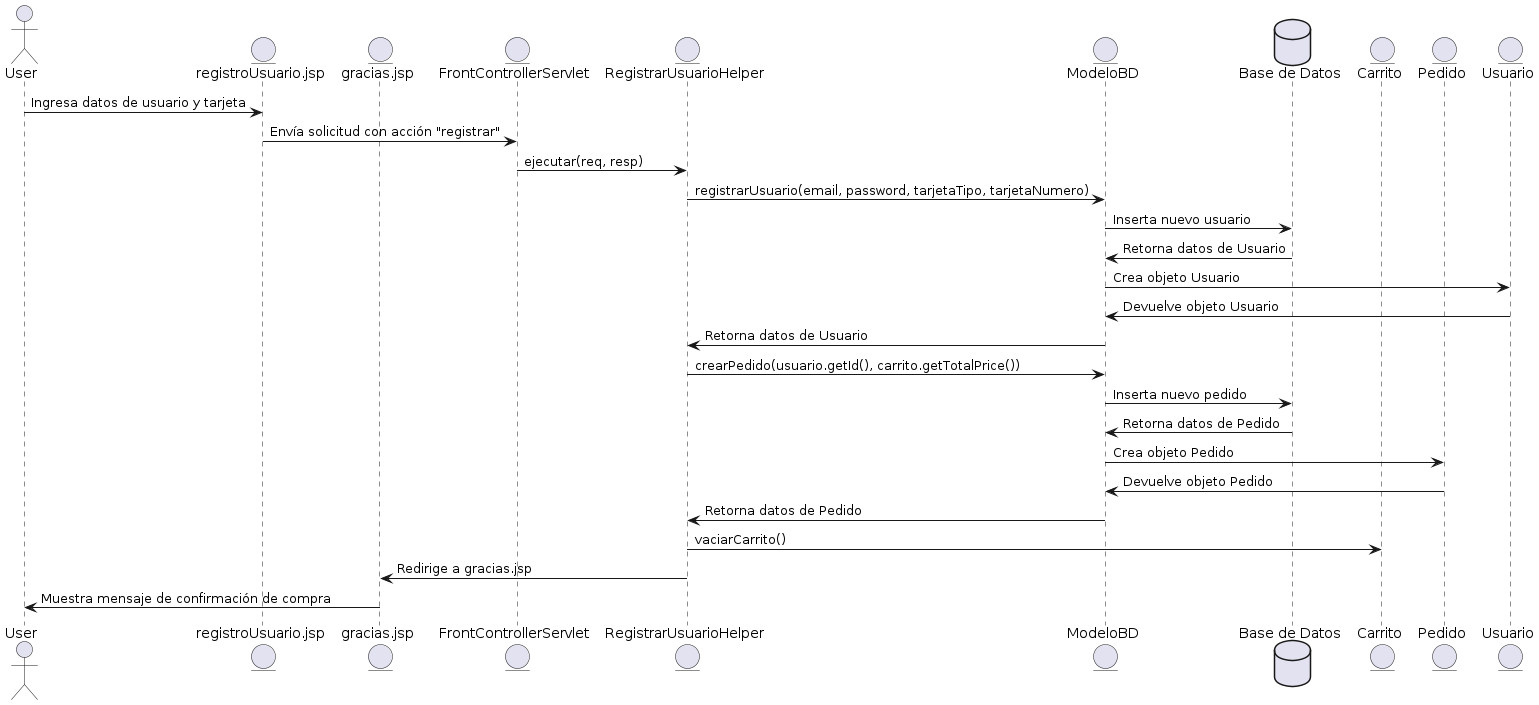 User
registroUsuario.jsp
gracias.jsp
FrontControllerServlet
RegistrarUsuarioHelper
ModeloBD
Base de Datos
Carrito
Pedido
Usuario
Ingresa datos de usuario y tarjeta
Envía solicitud con acción "registrar"
ejecutar(req, resp)
registrarUsuario(email, password, tarjetaTipo, tarjetaNumero)
Inserta nuevo usuario
Retorna datos de Usuario
Crea objeto Usuario
Devuelve objeto Usuario
Retorna datos de Usuario
crearPedido(usuario.getId(), carrito.getTotalPrice())
Inserta nuevo pedido
Retorna datos de Pedido
Crea objeto Pedido
Devuelve objeto Pedido
Retorna datos de Pedido
vaciarCarrito()
Redirige a gracias.jsp
Muestra mensaje de confirmación de compra
User
registroUsuario.jsp
gracias.jsp
FrontControllerServlet
RegistrarUsuarioHelper
ModeloBD
Base de Datos
Carrito
Pedido
Usuario